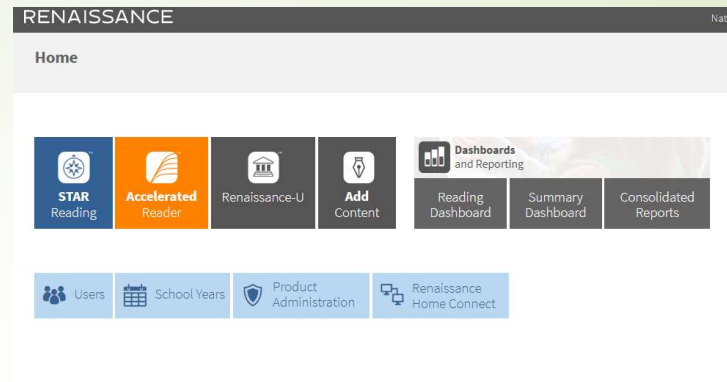 RENAISSANCE
Home
STAR
Reading
Accelerated
Reader
Renaissance-U
Add
Content
Dashboards
and Reporting
Reading
Dashboard
Summary
Dashboard
Consolidated
Reports
Users
School Years
Product
Administration
Renaissance
Home Connect